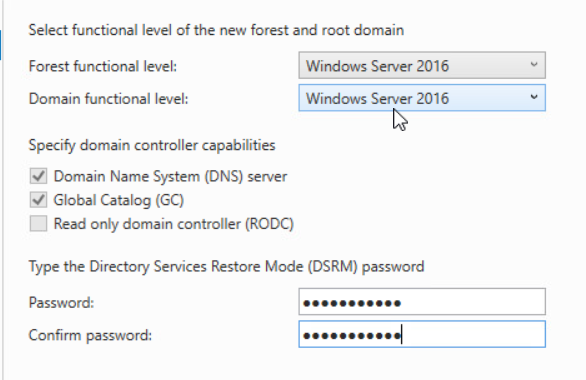 Select functional level of the new forest and root domain
Forest functional level: Windows Server 2016
Domain functional level: Windows Server 2016
Specify domain controller capabilities
Domain Name System (DNS) server
Global Catalog (GC)
Read only domain controller (RODC)
Type the Directory Services Restore Mode (DSRM) password
Password: ●●●●●●●●●●●
Confirm password: ●●●●●●●●●●●